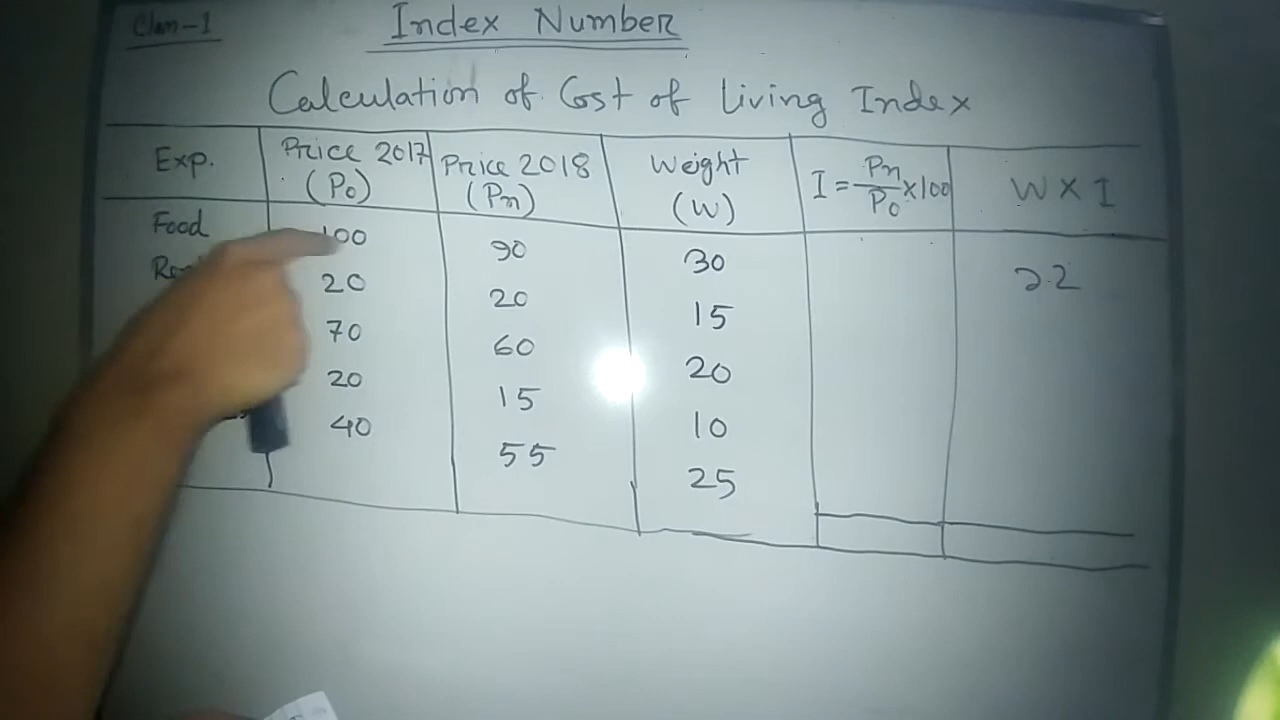 Class-1
Index Number
Calculation of Cost of Living Index
Exp. Price 2017 (P0) Price 2018 (Pn) Weight (W) I = Pn/P0 x100 W X I
Food 100 90 30 22
20 20 15
70 60 20
20 15 10
40 55 25